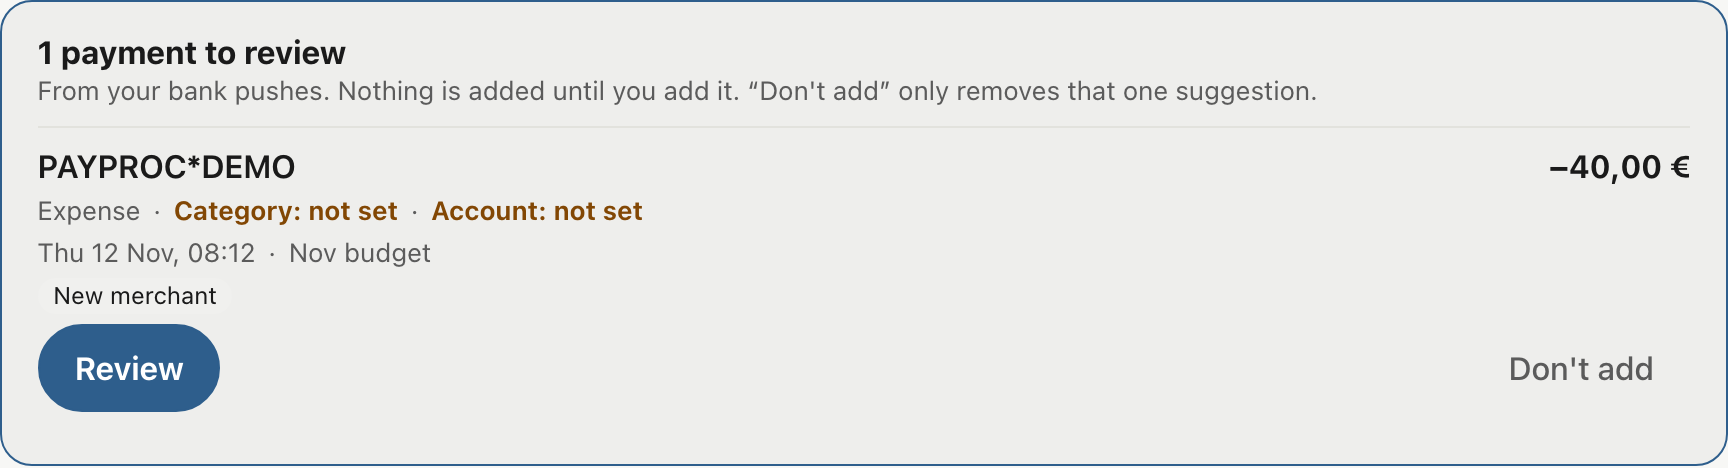 1 payment to review
From your bank pushes. Nothing is added until you add it. “Don't add” only removes that one suggestion.
PAYPROC*DEMO
–40,00 €
Expense · Category: not set · Account: not set
Thu 12 Nov, 08:12 · Nov budget
New merchant
Review
Don't add